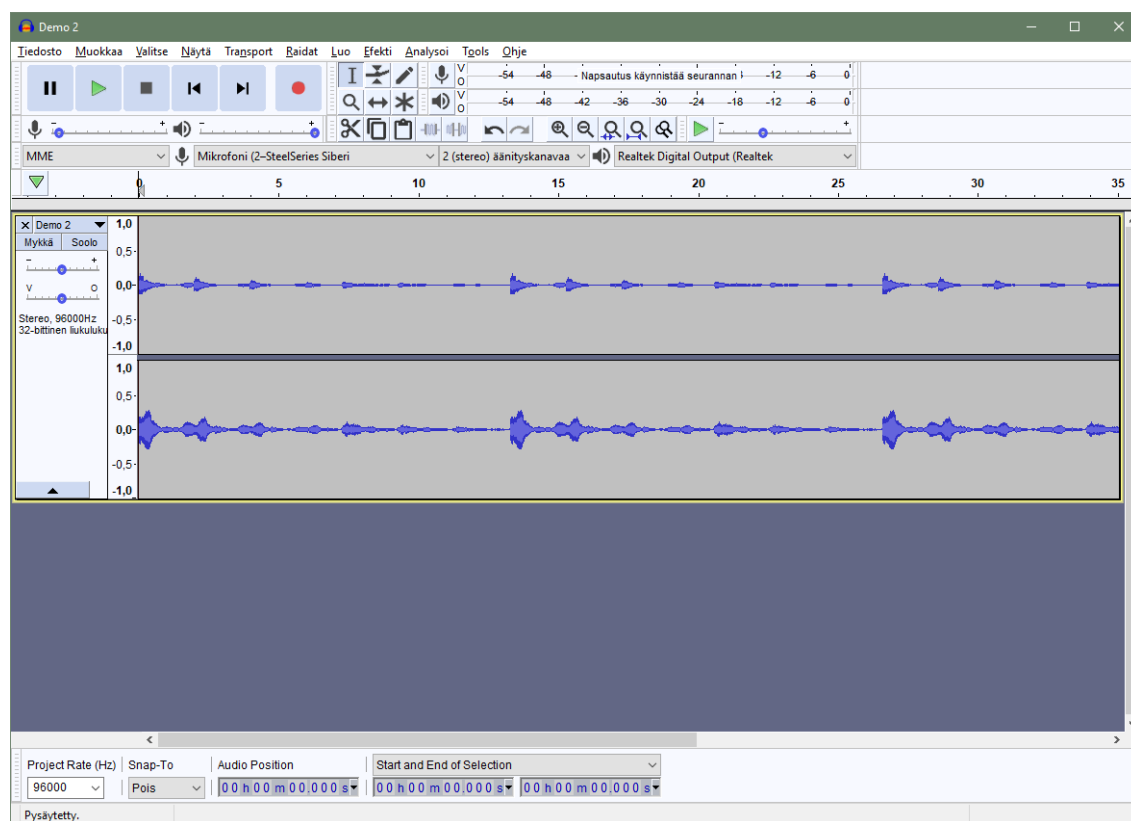 Demo 2
Tiedosto Muokkaa Valitse Näytä Transport Raidat Luo Efekti Analysoi Tools Ohje
V O -54 -48 - Napsautus käynnistää seurannan -12 -6 0
V O -54 -48 -42 -36 -30 -24 -18 -12 -6 0
- + - + - +
MME Mikrofoni (2–SteelSeries Siberi 2 (stereo) äänityskanavaa Realtek Digital Output (Realtek
0 5 10 15 20 25 30 35
X Demo 2 1,0
Mykkä Soolo
0,5
- +
0,0
V O
Stereo, 96000Hz
-0,5
32-bittinen liukuluku
-1,0
1,0
0,5
0,0
-0,5
-1,0
Project Rate (Hz) Snap-To Audio Position Start and End of Selection
96000 Pois 00 h 00 m 00,000 s 00 h 00 m 00,000 s 00 h 00 m 00,000 s
Pysäytetty.